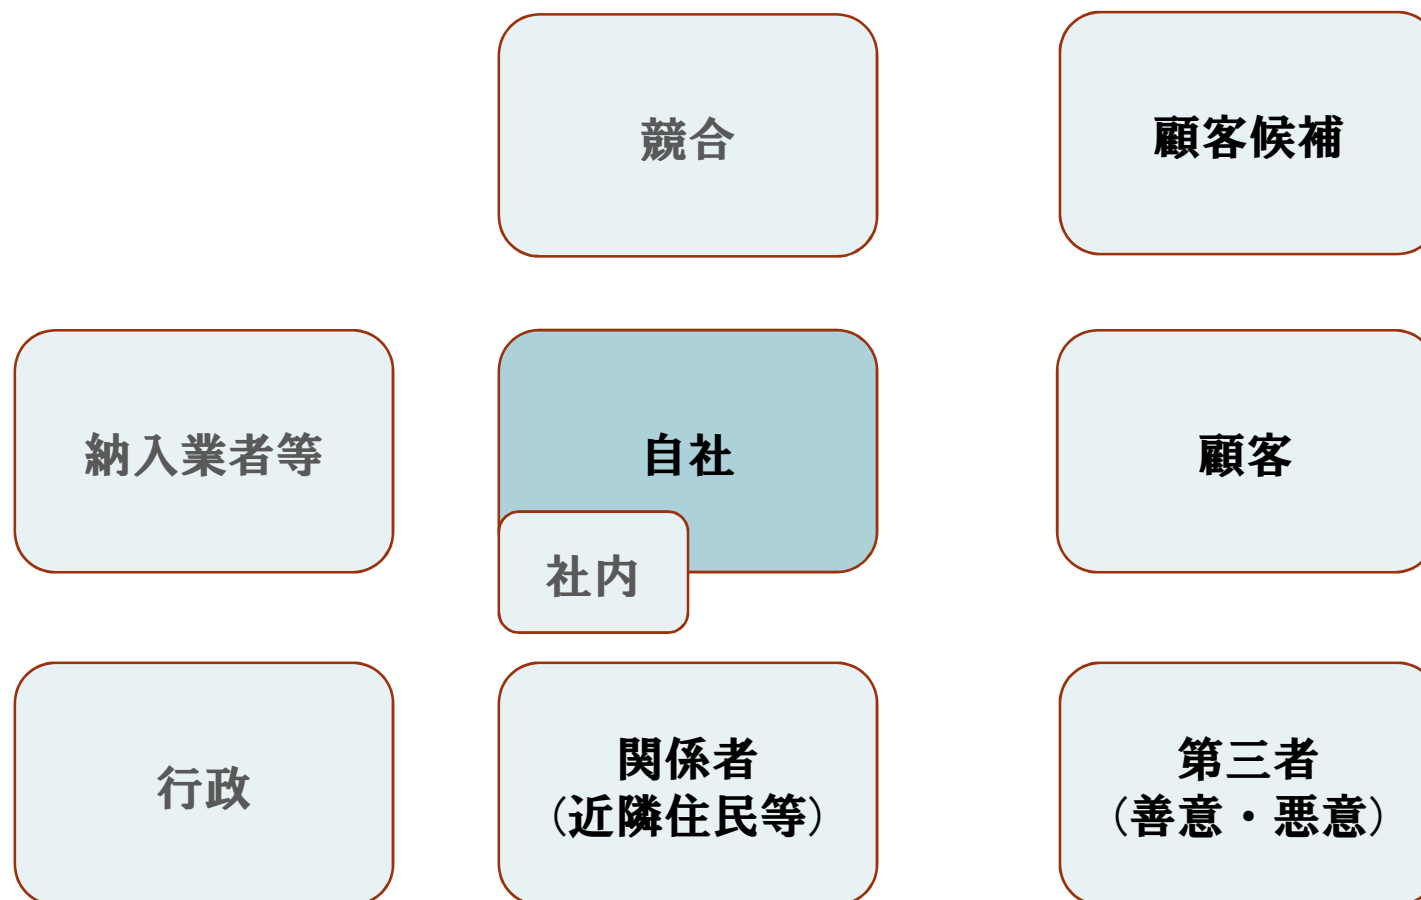 競合
顧客候補
納入業者等
自社
顧客
社内
行政
関係者
（近隣住民等）
第三者
（善意・悪意）